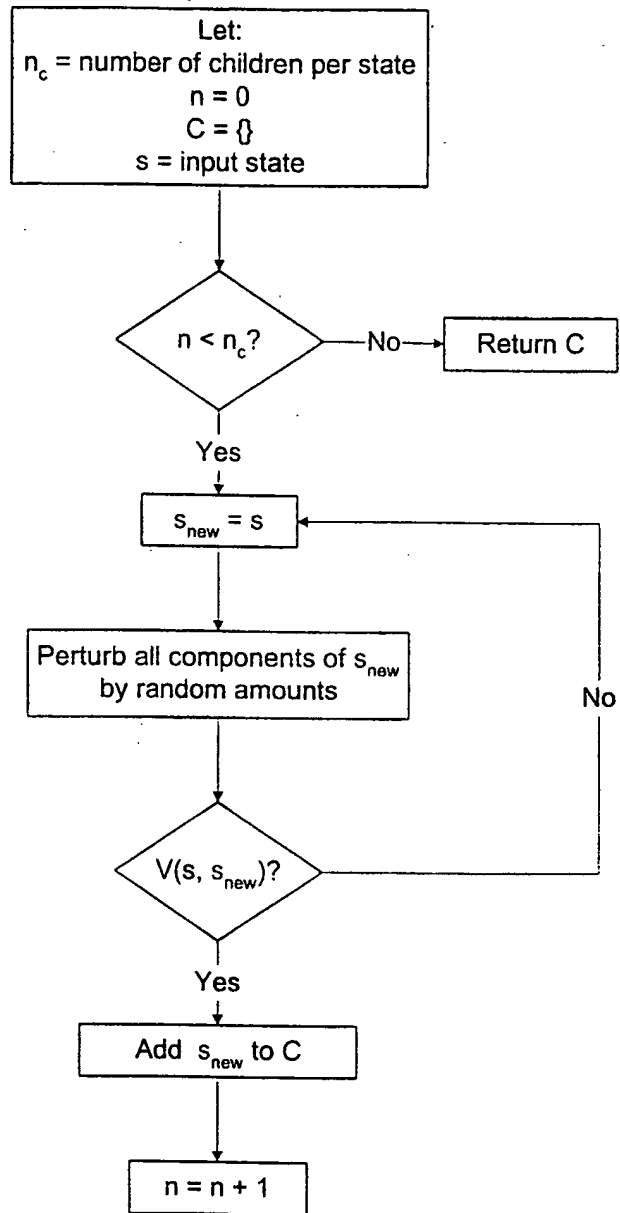 Let:
n_c = number of children per state
n = 0
C = {}
s = input state
n < n_c?
No
Return C
Yes
s_new = s
Perturb all components of s_new
by random amounts
No
V(s, s_new)?
Yes
Add s_new to C
n = n + 1